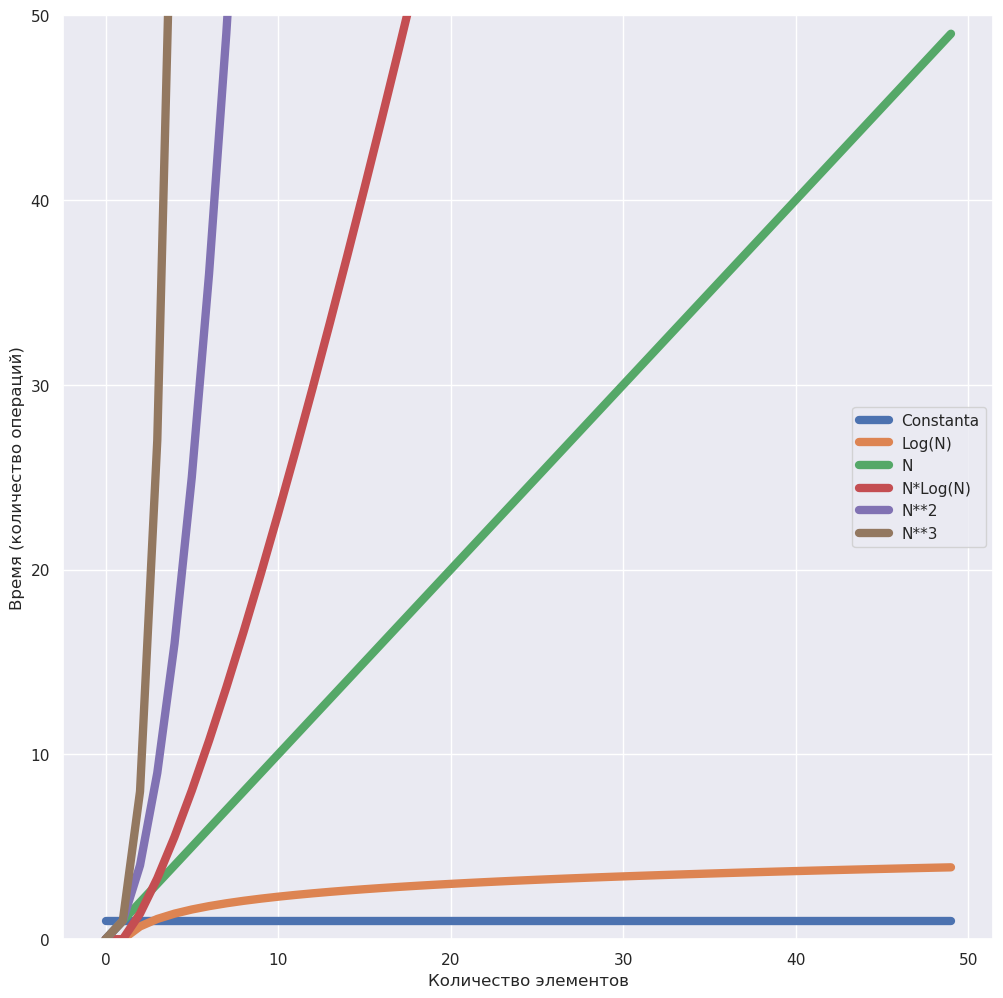 50
40
30
20
10
0
Время (количество операций)
Constanta
Log(N)
N
N*Log(N)
N**2
N**3
0 10 20 30 40 50
Количество элементов